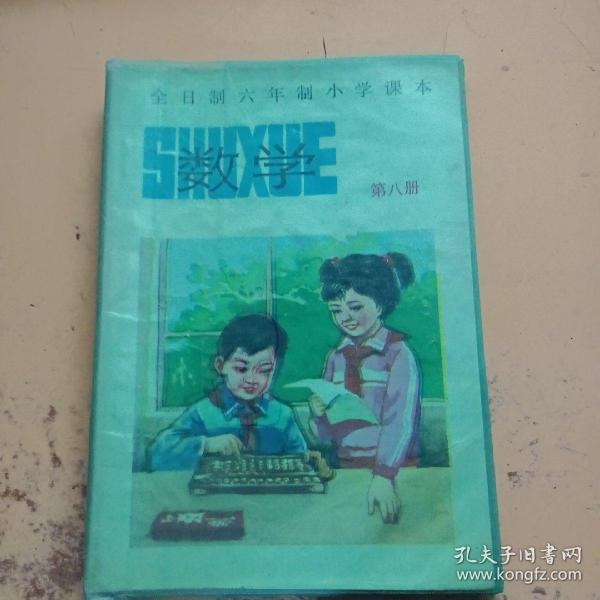 全日制六年制小学课本
SHUXUE
数学
第八册
孔夫子旧书网
www.kongfz.com